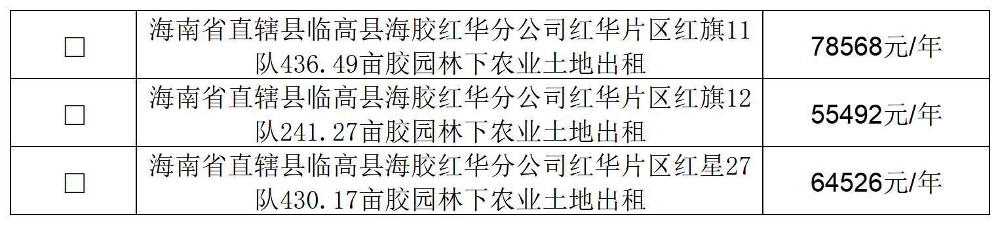 □
海南省直辖县临高县海胶红华分公司红华片区红旗11
队436.49亩胶园林下农业土地出租
78568元/年
□
海南省直辖县临高县海胶红华分公司红华片区红旗12
队241.27亩胶园林下农业土地出租
55492元/年
□
海南省直辖县临高县海胶红华分公司红华片区红星27
队430.17亩胶园林下农业土地出租
64526元/年